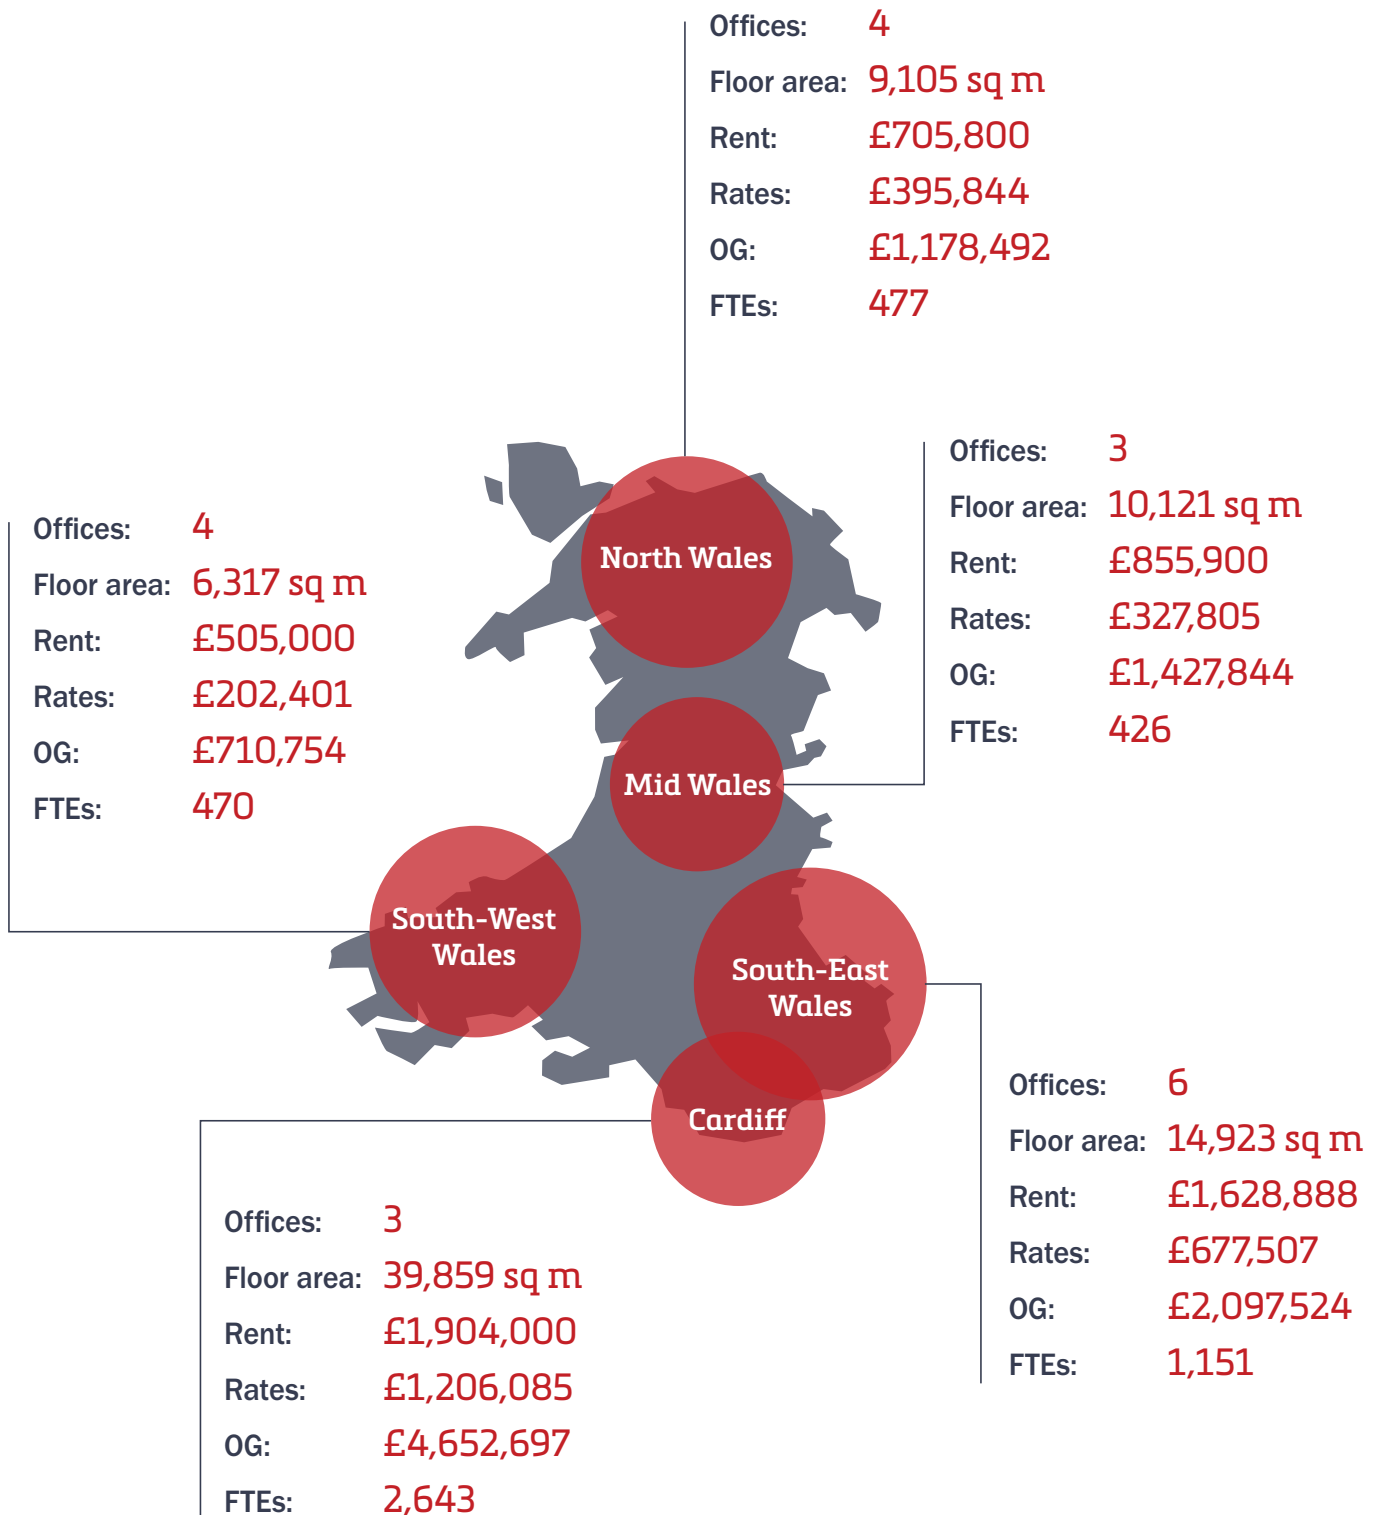 Offices: 4
Floor area: 9,105 sq m
Rent: £705,800
Rates: £395,844
OG: £1,178,492
FTEs: 477
Offices: 3
Floor area: 10,121 sq m
Rent: £855,900
Rates: £327,805
OG: £1,427,844
FTEs: 426
Offices: 4
Floor area: 6,317 sq m
Rent: £505,000
Rates: £202,401
OG: £710,754
FTEs: 470
North Wales
Mid Wales
South-West
Wales
South-East
Wales
Cardiff
Offices: 6
Floor area: 14,923 sq m
Rent: £1,628,888
Rates: £677,507
OG: £2,097,524
FTEs: 1,151
Offices: 3
Floor area: 39,859 sq m
Rent: £1,904,000
Rates: £1,206,085
OG: £4,652,697
FTEs: 2,643